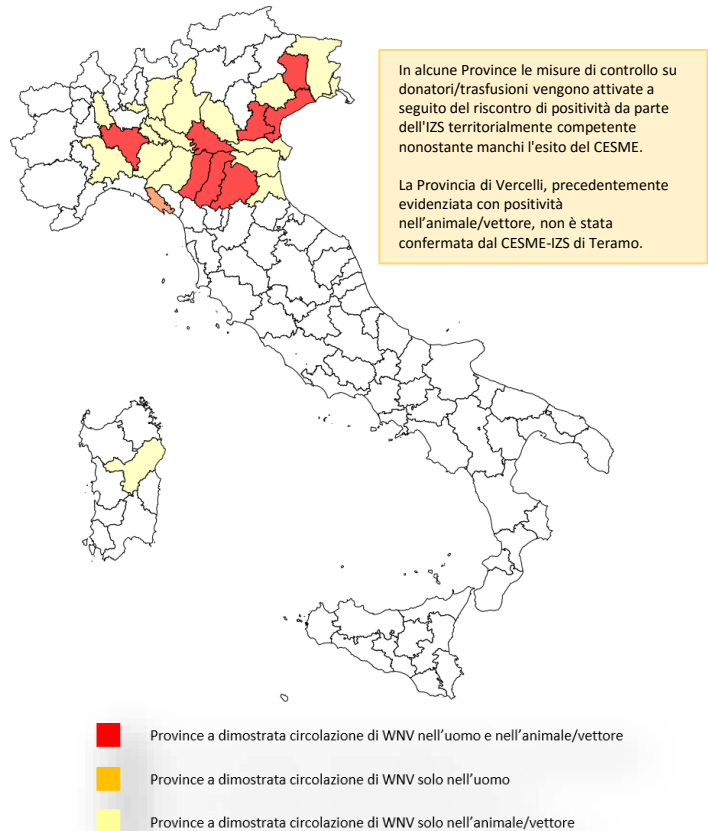 In alcune Province le misure di controllo su
donatori/trasfusioni vengono attivate a
seguito del riscontro di positività da parte
dell'IZS territorialmente competente
nonostante manchi l'esito del CESME.
La Provincia di Vercelli, precedentemente
evidenziata con positività
nell'animale/vettore, non è stata
confermata dal CESME-IZS di Teramo.
Province a dimostrata circolazione di WNV nell'uomo e nell'animale/vettore
Province a dimostrata circolazione di WNV solo nell'uomo
Province a dimostrata circolazione di WNV solo nell'animale/vettore